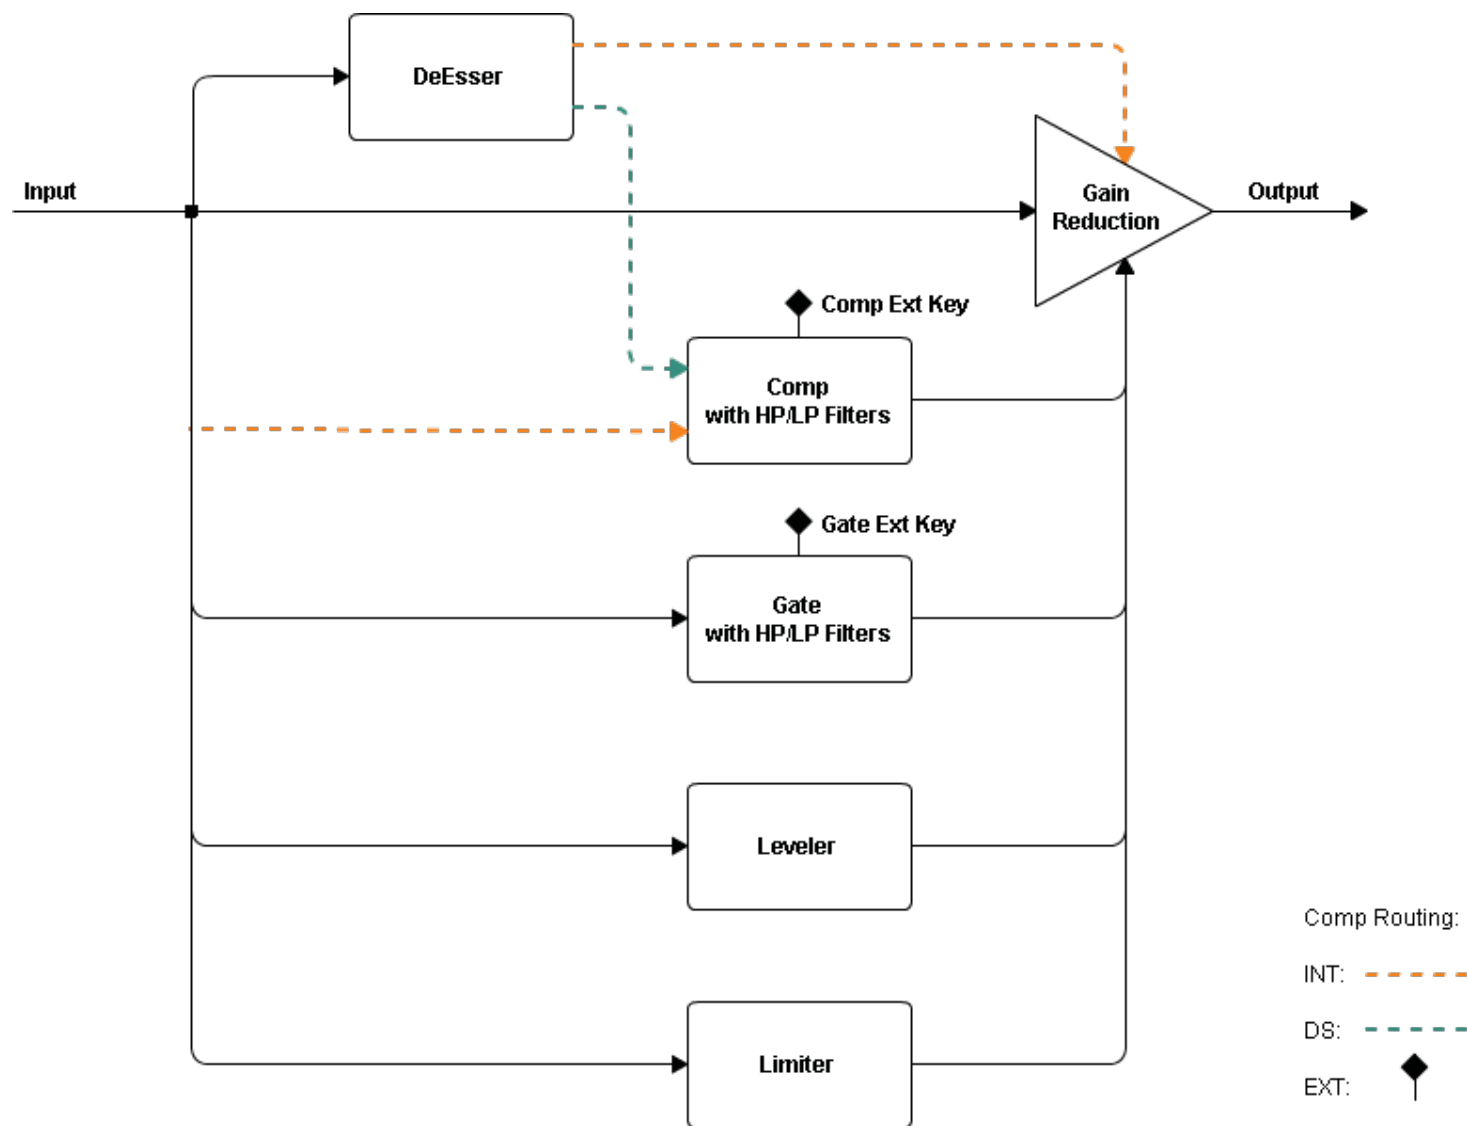 DeEsser
Input
Gain
Reduction
Output
Comp Ext Key
Comp
with HP/LP Filters
Gate Ext Key
Gate
with HP/LP Filters
Leveler
Limiter
Comp Routing:
INT:
DS:
EXT: